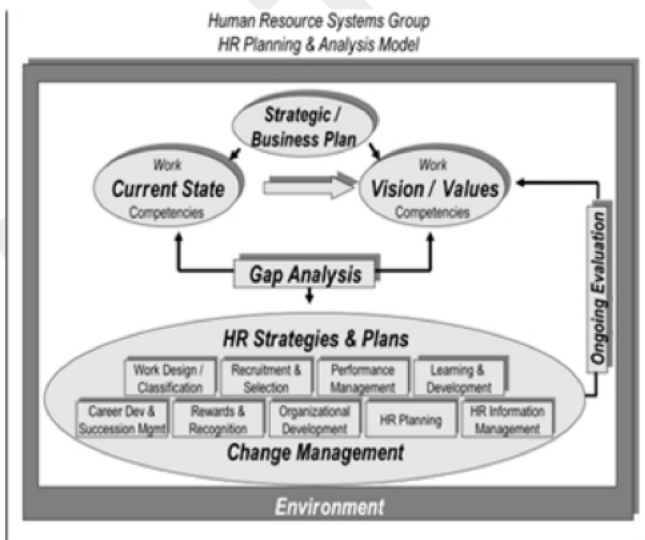 Human Resource Systems Group
HR Planning & Analysis Model
Strategic /
Business Plan
Work
Current State
Competencies
Work
Vision / Values
Competencies
Gap Analysis
Ongoing Evaluation
HR Strategies & Plans
Work Design /
Classification
Recruitment &
Selection
Performance
Management
Learning &
Development
Career Dev &
Succession Mgmt
Rewards &
Recognition
Organizational
Development
HR Planning
HR Information
Management
Change Management
Environment